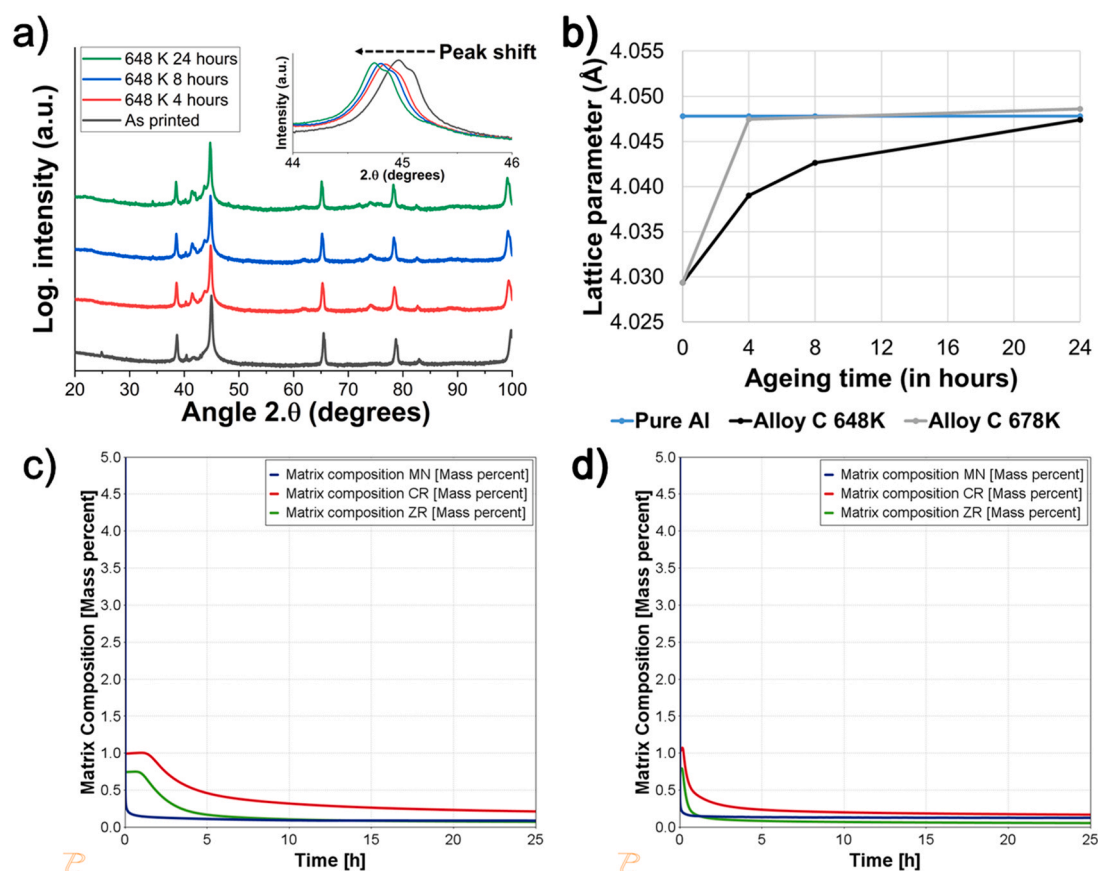 a)
648 K 24 hours
648 K 8 hours
648 K 4 hours
As printed
Log. intensity (a.u.)
20 30 40 50 60 70 80 90 100
Angle 2.θ (degrees)
Peak shift
Intensity (a.u.)
44 45 46
2.θ (degrees)
b)
Lattice parameter (Å)
4.055
4.050
4.045
4.040
4.035
4.030
4.025
0 4 8 12 16 20 24
Ageing time (in hours)
Pure Al Alloy C 648K Alloy C 678K
c)
Matrix Composition [Mass percent]
5.0
4.5
4.0
3.5
3.0
2.5
2.0
1.5
1.0
0.5
0.0
Matrix composition MN [Mass percent]
Matrix composition CR [Mass percent]
Matrix composition ZR [Mass percent]
0 5 10 15 20 25
Time [h]
d)
Matrix Composition [Mass percent]
5.0
4.5
4.0
3.5
3.0
2.5
2.0
1.5
1.0
0.5
0.0
Matrix composition MN [Mass percent]
Matrix composition CR [Mass percent]
Matrix composition ZR [Mass percent]
0 5 10 15 20 25
Time [h]